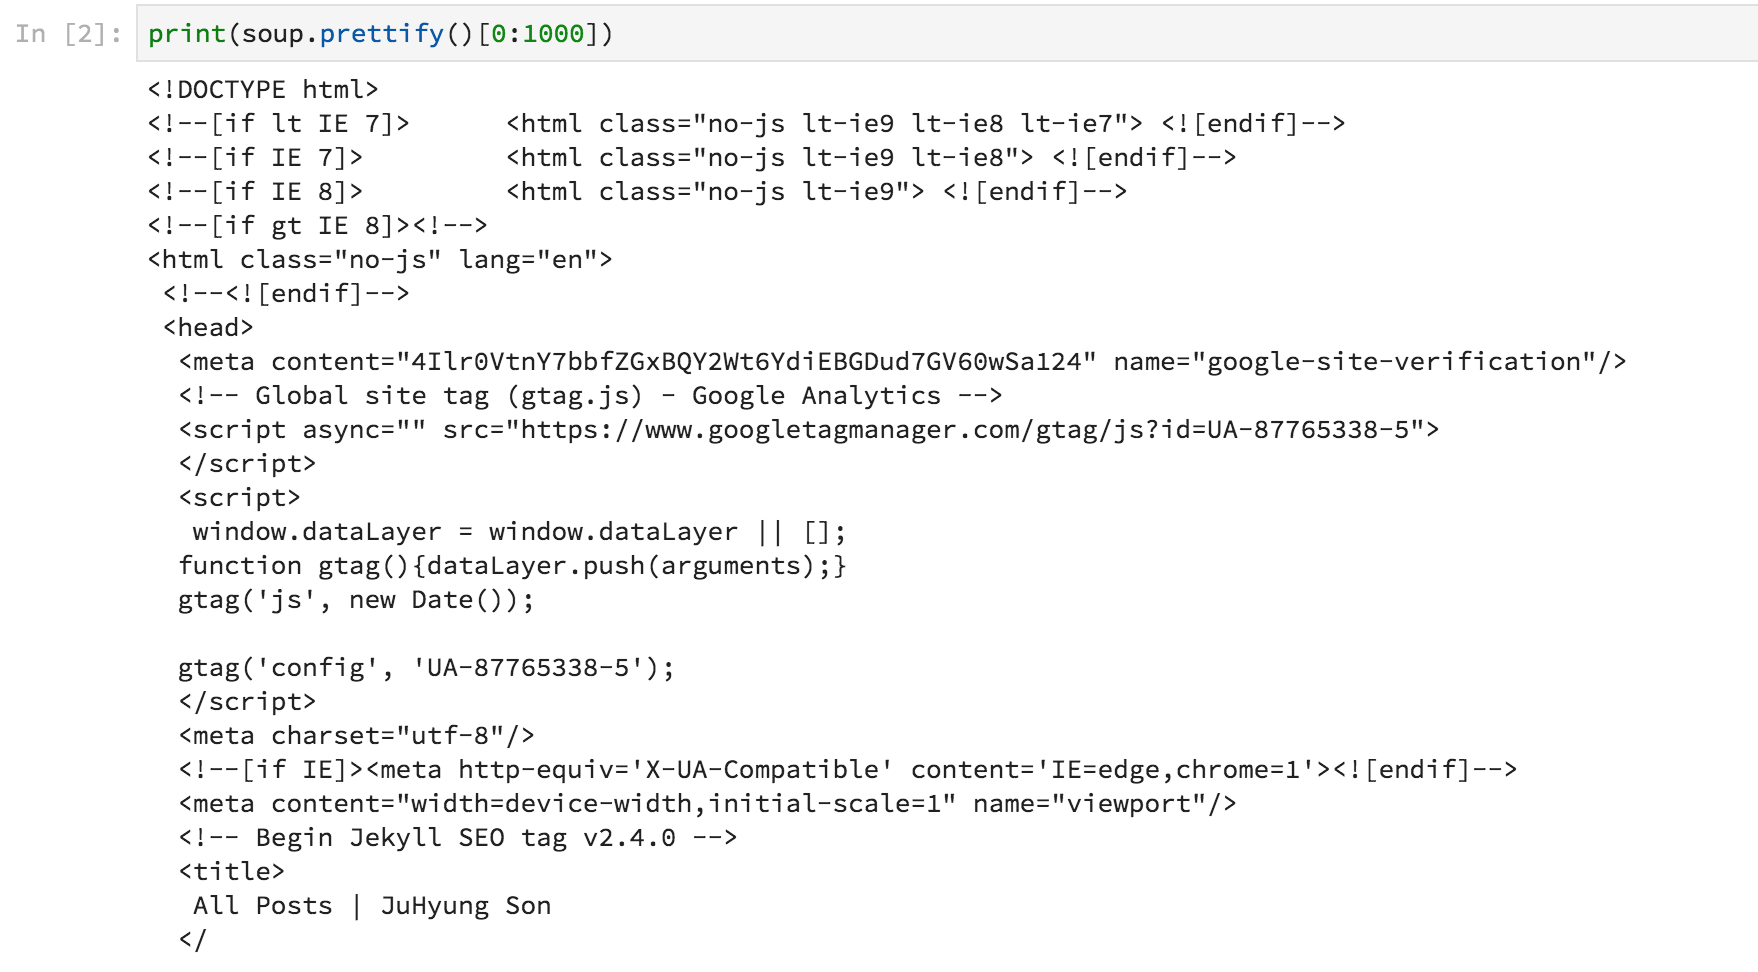 In [2]: print(soup.prettify()[0:1000])
<!DOCTYPE html>
<!--[if lt IE 7]>      <html class="no-js lt-ie9 lt-ie8 lt-ie7"> <![endif]-->
<!--[if IE 7]>         <html class="no-js lt-ie9 lt-ie8"> <![endif]-->
<!--[if IE 8]>         <html class="no-js lt-ie9"> <![endif]-->
<!--[if gt IE 8]><!-->
<html class="no-js" lang="en">
 <!--<![endif]-->
 <head>
  <meta content="4Ilr0VtnY7bbfZGxBQY2Wt6YdiEBGDud7GV60wSa124" name="google-site-verification"/>
  <!-- Global site tag (gtag.js) - Google Analytics -->
  <script async="" src="https://www.googletagmanager.com/gtag/js?id=UA-87765338-5">
  </script>
  <script>
   window.dataLayer = window.dataLayer || [];
  function gtag(){dataLayer.push(arguments);}
  gtag('js', new Date());

  gtag('config', 'UA-87765338-5');
  </script>
  <meta charset="utf-8"/>
  <!--[if IE]><meta http-equiv='X-UA-Compatible' content='IE=edge,chrome=1'><![endif]-->
  <meta content="width=device-width,initial-scale=1" name="viewport"/>
  <!-- Begin Jekyll SEO tag v2.4.0 -->
  <title>
   All Posts | JuHyung Son
  </